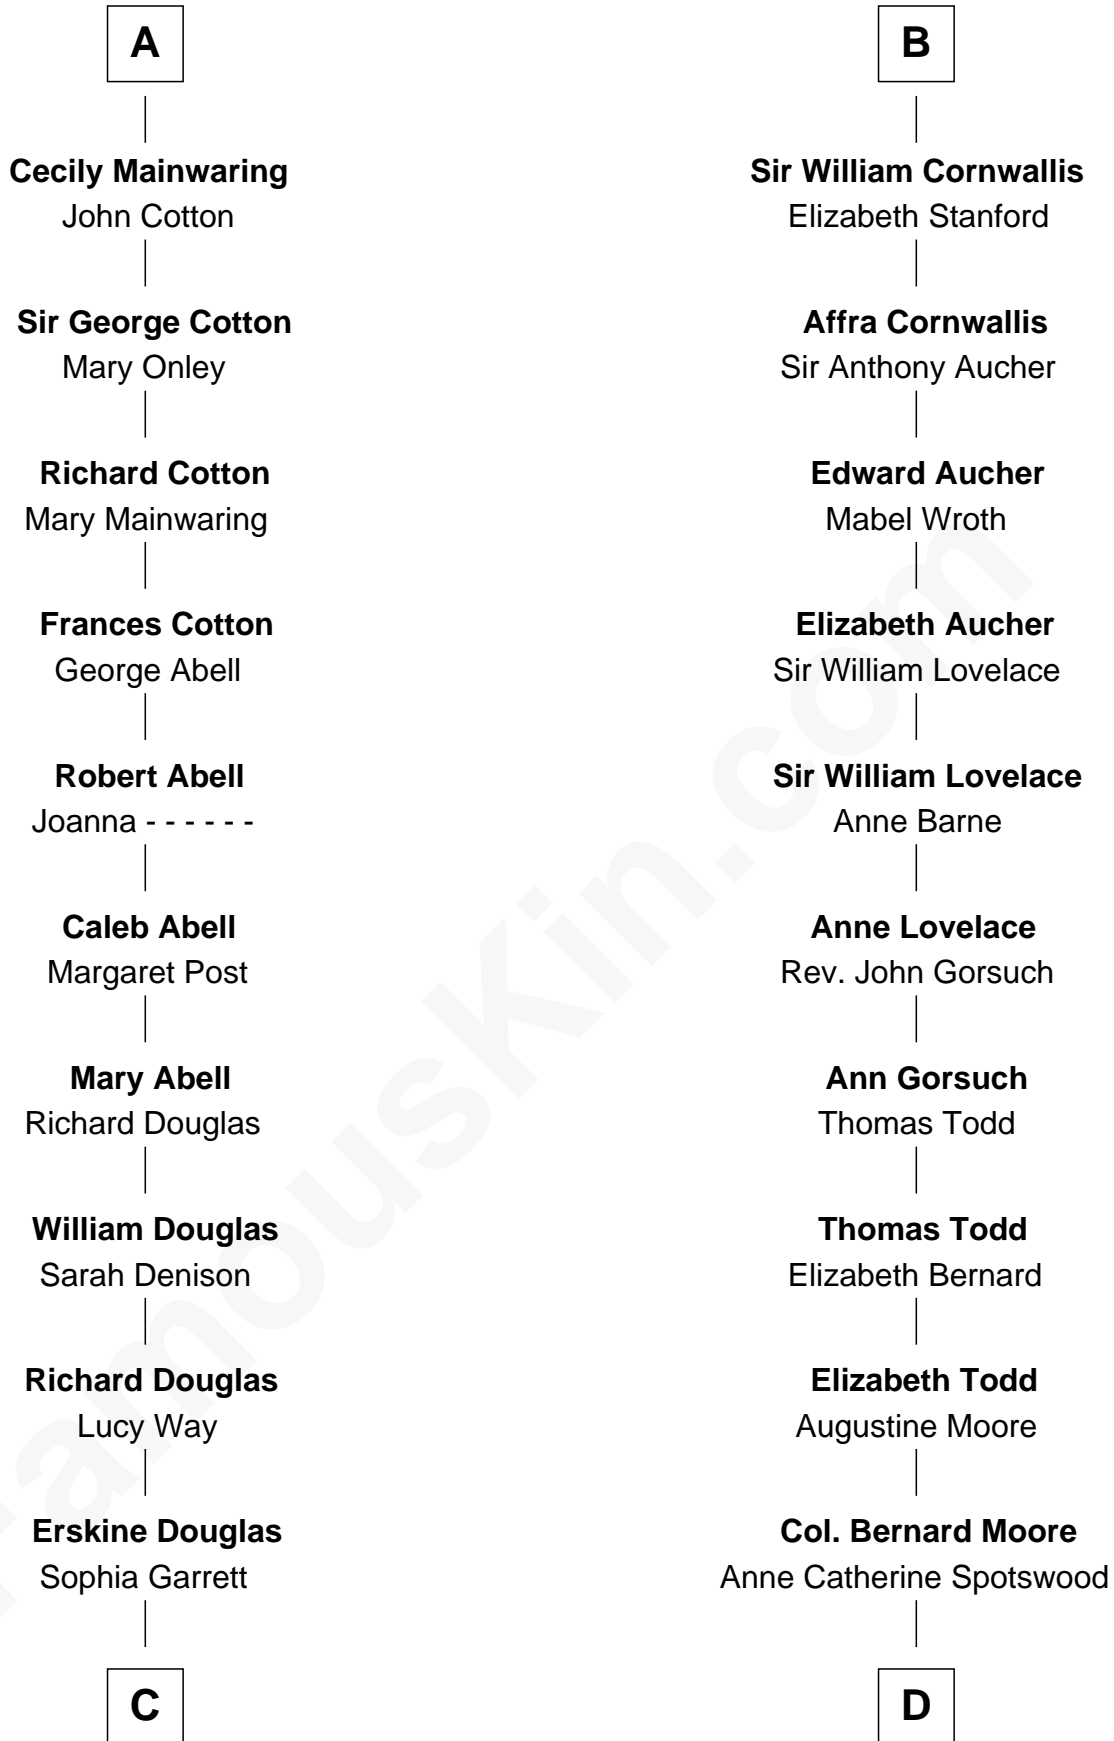 A
Cecily Mainwaring
John Cotton
Sir George Cotton
Mary Onley
Richard Cotton
Mary Mainwaring
Frances Cotton
George Abell
Robert Abell
Joanna - - - - - -
Caleb Abell
Margaret Post
Mary Abell
Richard Douglas
William Douglas
Sarah Denison
Richard Douglas
Lucy Way
Erskine Douglas
Sophia Garrett
C
B
Sir William Cornwallis
Elizabeth Stanford
Affra Cornwallis
Sir Anthony Aucher
Edward Aucher
Mabel Wroth
Elizabeth Aucher
Sir William Lovelace
Sir William Lovelace
Anne Barne
Anne Lovelace
Rev. John Gorsuch
Ann Gorsuch
Thomas Todd
Thomas Todd
Elizabeth Bernard
Elizabeth Todd
Augustine Moore
Col. Bernard Moore
Anne Catherine Spotswood
D
FamousKin.com